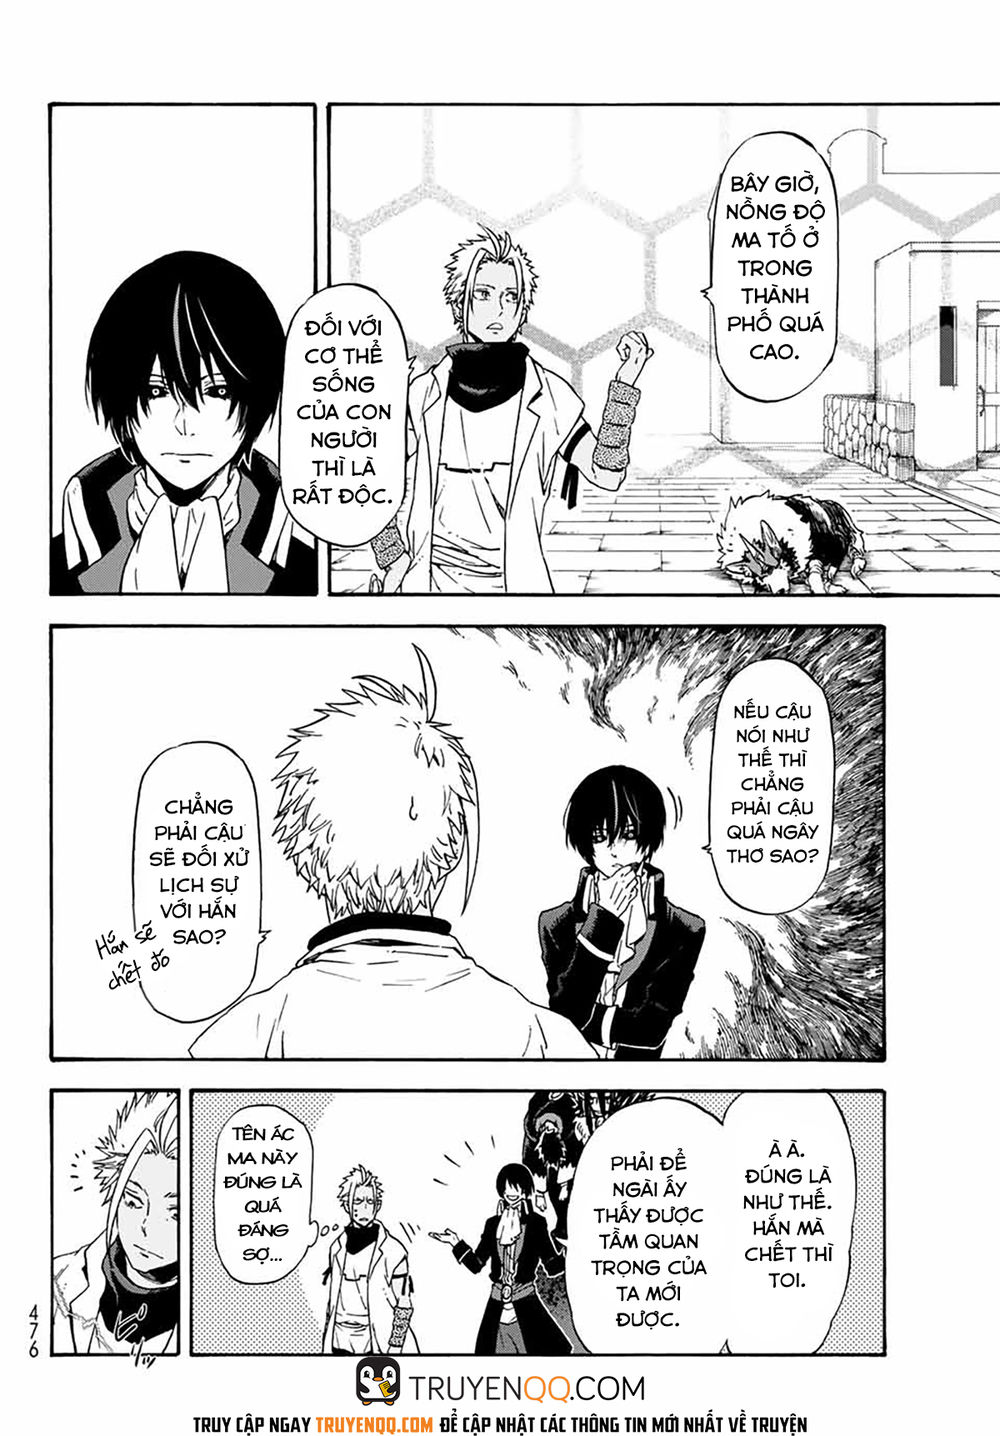 BÂY GIỜ,
NỒNG ĐỘ
MA TỐ Ở
TRONG
THÀNH
PHỐ QUÁ
CAO.
ĐỐI VỚI
CƠ THỂ
SỐNG
CỦA CON
NGƯỜI
THÌ LÀ
RẤT ĐỘC.
NẾU CẬU
NÓI NHƯ
THẾ THÌ
CHẲNG
PHẢI CẬU
QUÁ NGÂY
THƠ SAO?
CHẲNG
PHẢI CẬU
SẼ ĐỐI XỬ
LỊCH SỰ
VỚI HẮN
SAO?
Hắn sẽ
chết đó
À À.
ĐÚNG LÀ
NHƯ THẾ.
HẮN MÀ
CHẾT THÌ
TOI.
PHẢI ĐỂ
NGÀI ẤY
THẤY ĐƯỢC
TẦM QUAN
TRỌNG CỦA
TA MỚI
ĐƯỢC.
TÊN ÁC
MA NÀY
ĐÚNG LÀ
QUÁ
ĐÁNG
SỢ...
476
TRUYENQQ.COM
TRUY CẬP NGAY TRUYENQQ.COM ĐỂ CẬP NHẬT CÁC THÔNG TIN MỚI NHẤT VỀ TRUYỆN